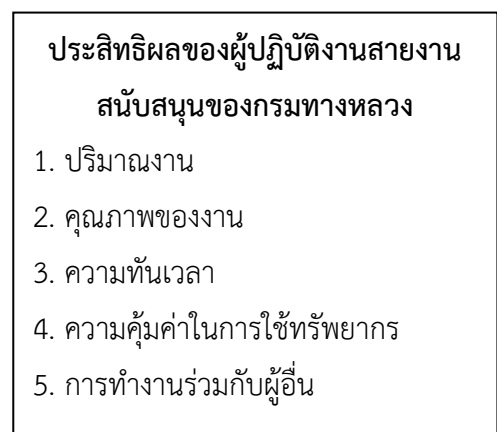 ประสิทธิผลของผู้ปฏิบัติงานสายงาน
สนับสนุนของกรมทางหลวง
1. ปริมาณงาน
2. คุณภาพของงาน
3. ความทันเวลา
4. ความคุ้มค่าในการใช้ทรัพยากร
5. การทำงานร่วมกับผู้อื่น